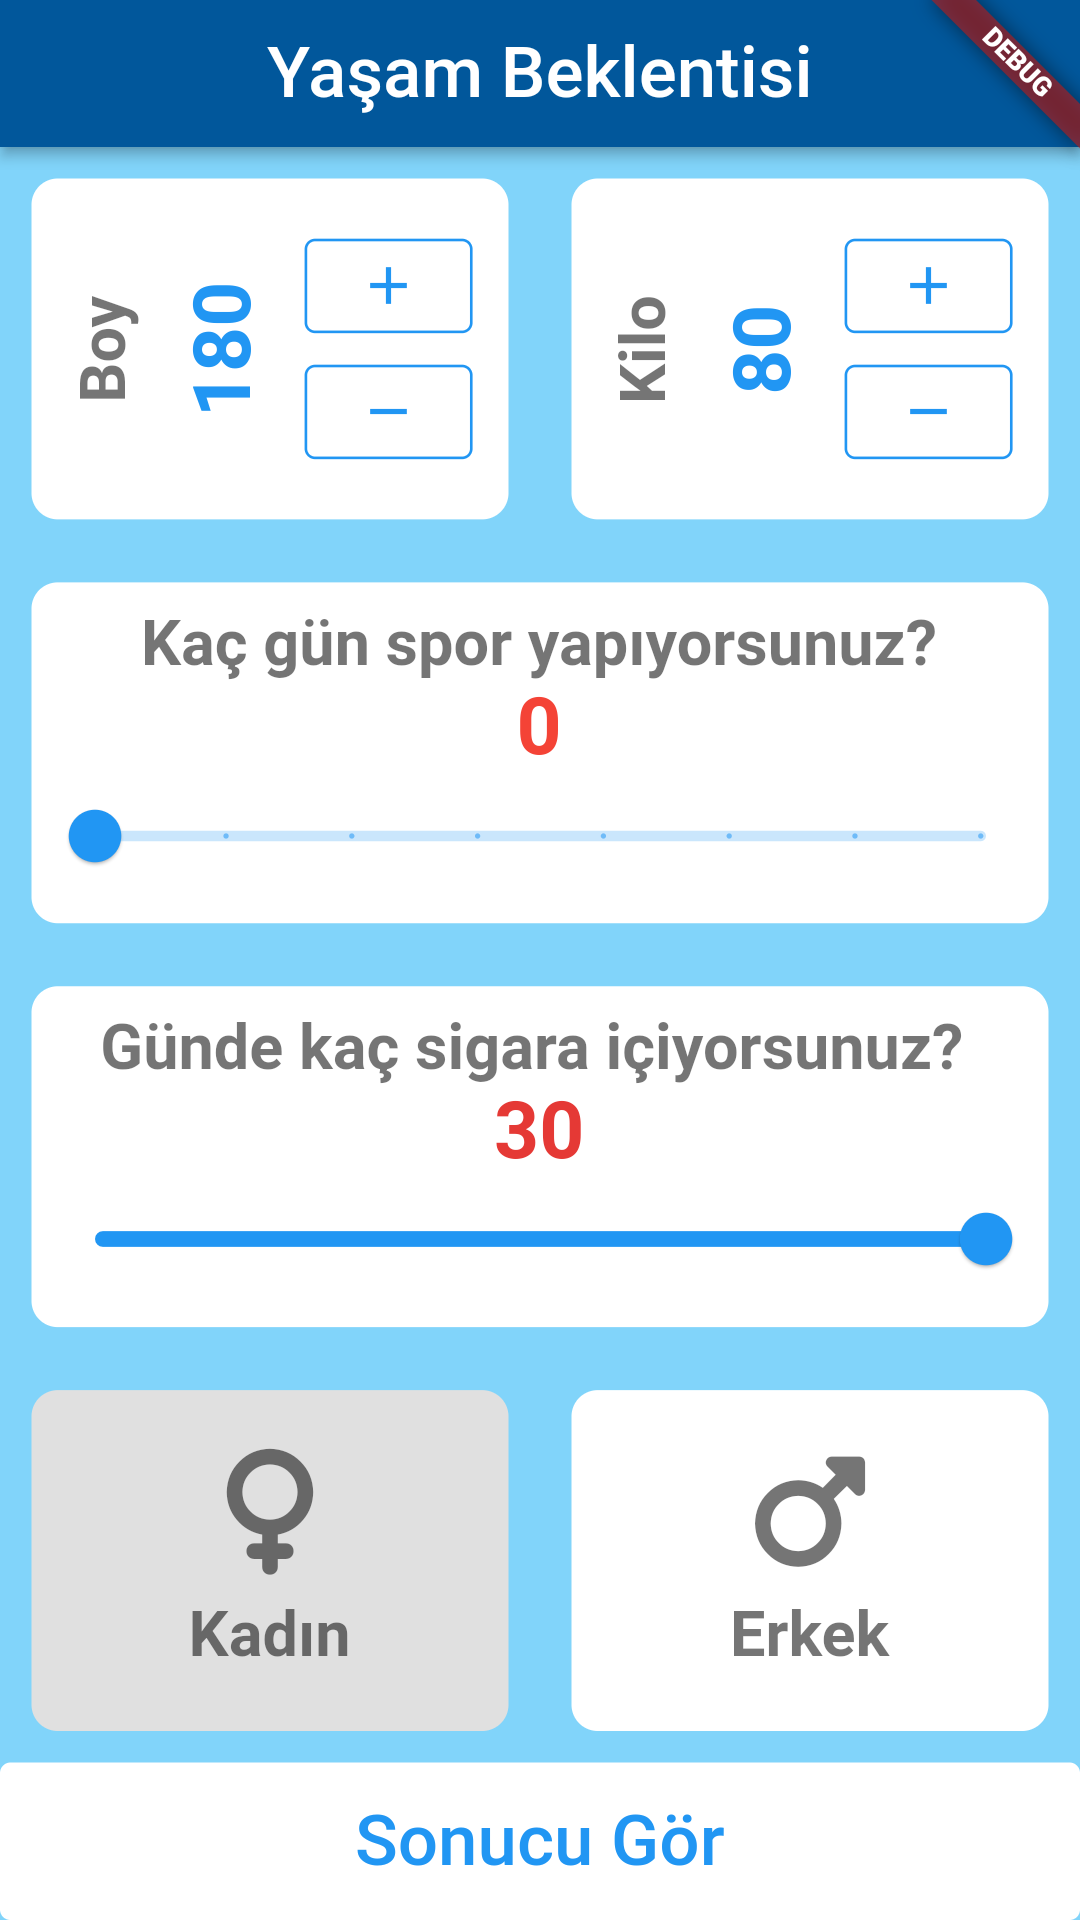 Yaşam Beklentisi
DEBUG
Boy
180
+
−
Kilo
80
+
−
Kaç gün spor yapıyorsunuz?
0
Günde kaç sigara içiyorsunuz?
30
Kadın
Erkek
Sonucu Gör